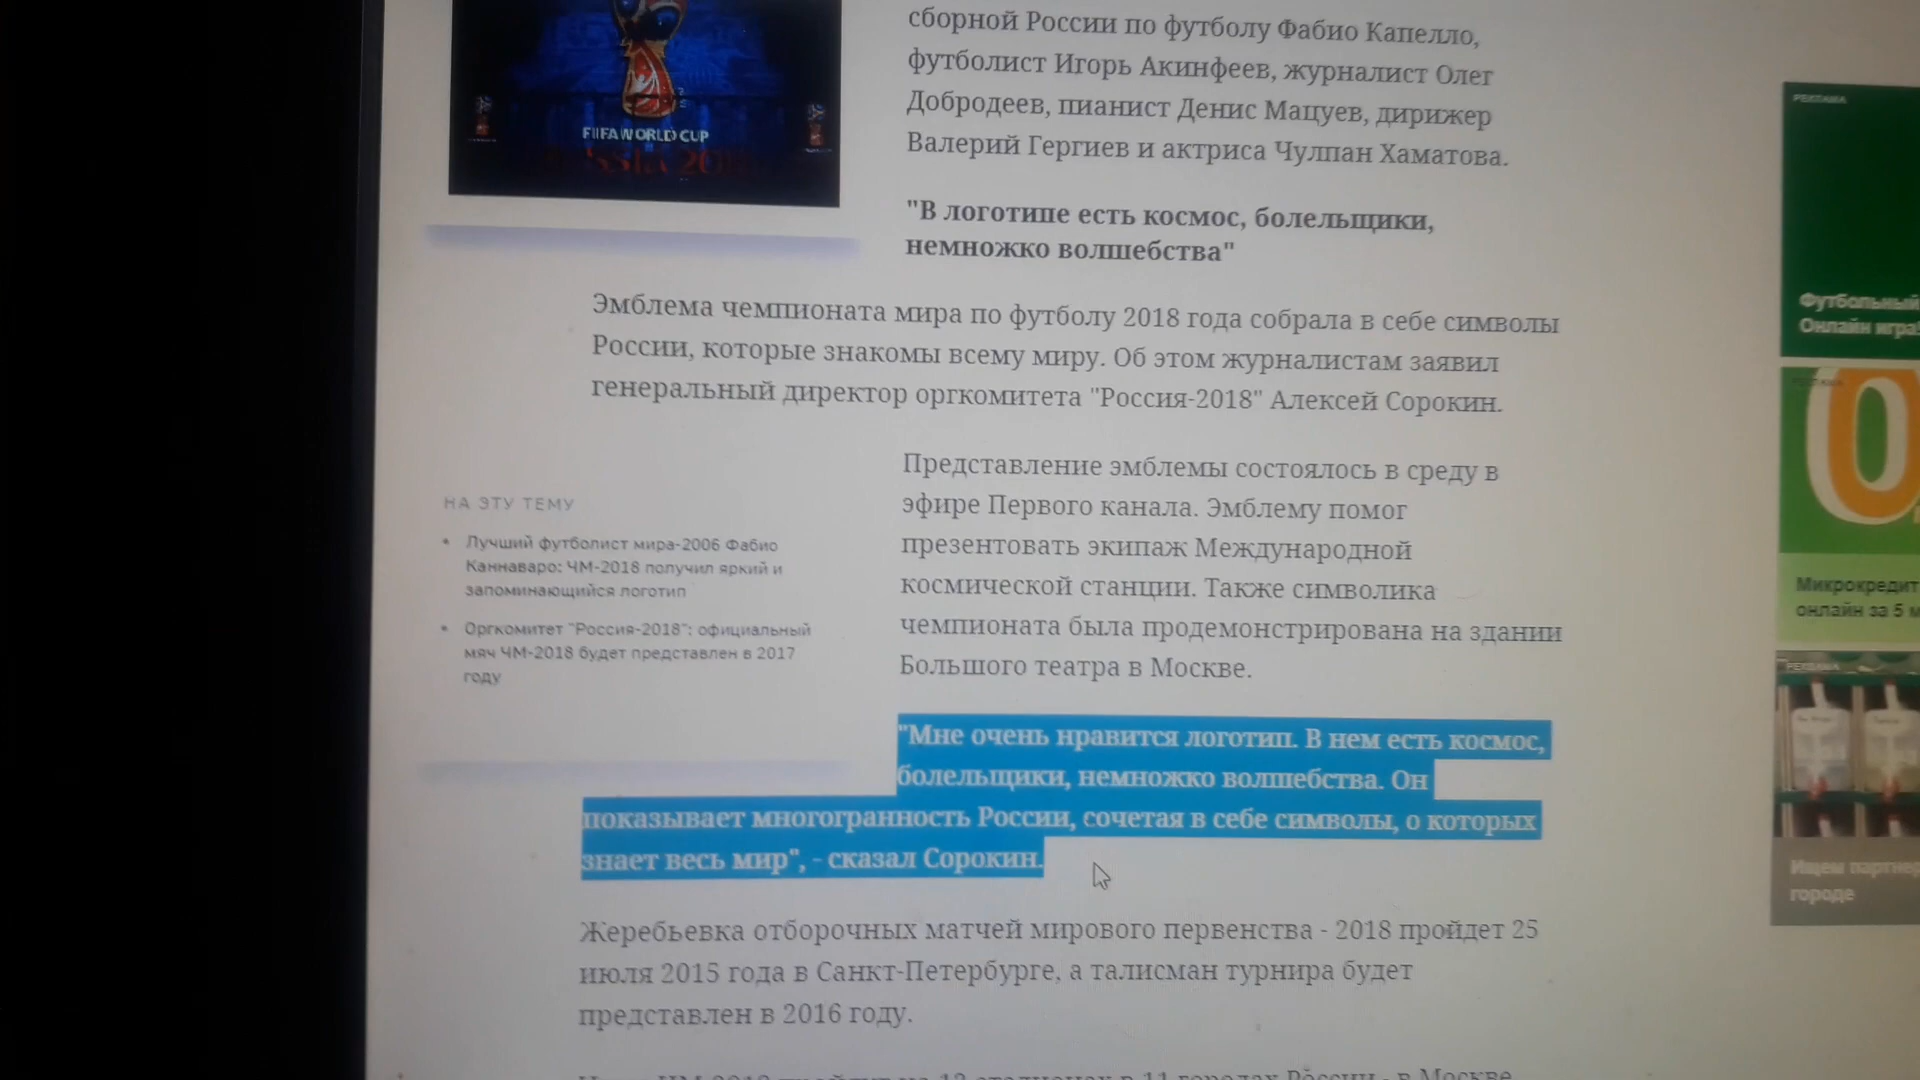 FIFA WORLD CUP
сборной России по футболу Фабио Капелло,
футболист Игорь Акинфеев, журналист Олег
Добродеев, пианист Денис Мацуев, дирижер
Валерий Гергиев и актриса Чулпан Хаматова.
"В логотипе есть космос, болельщики,
немножко волшебства"
Эмблема чемпионата мира по футболу 2018 года собрала в себе символы
России, которые знакомы всему миру. Об этом журналистам заявил
генеральный директор оргкомитета "Россия-2018" Алексей Сорокин.
НА ЭТУ ТЕМУ
• Лучший футболист мира-2006 Фабио
Каннаваро: ЧМ-2018 получил яркий и
запоминающийся логотип
• Оргкомитет "Россия-2018": официальный
мяч ЧМ-2018 будет представлен в 2017
году
Представление эмблемы состоялось в среду в
эфире Первого канала. Эмблему помог
презентовать экипаж Международной
космической станции. Также символика
чемпионата была продемонстрирована на здании
Большого театра в Москве.
"Мне очень нравится логотип. В нем есть космос,
болельщики, немножко волшебства. Он
показывает многогранность России, сочетая в себе символы, о которых
знает весь мир", - сказал Сорокин.
Жеребьевка отборочных матчей мирового первенства - 2018 пройдет 25
июля 2015 года в Санкт-Петербурге, а талисман турнира будет
представлен в 2016 году.
РЕКЛАМА
Футбольный
Онлайн игра!
РЕКЛАМА
Микрокредит
онлайн за 5 м
РЕКЛАМА
Ищем партнер
городе